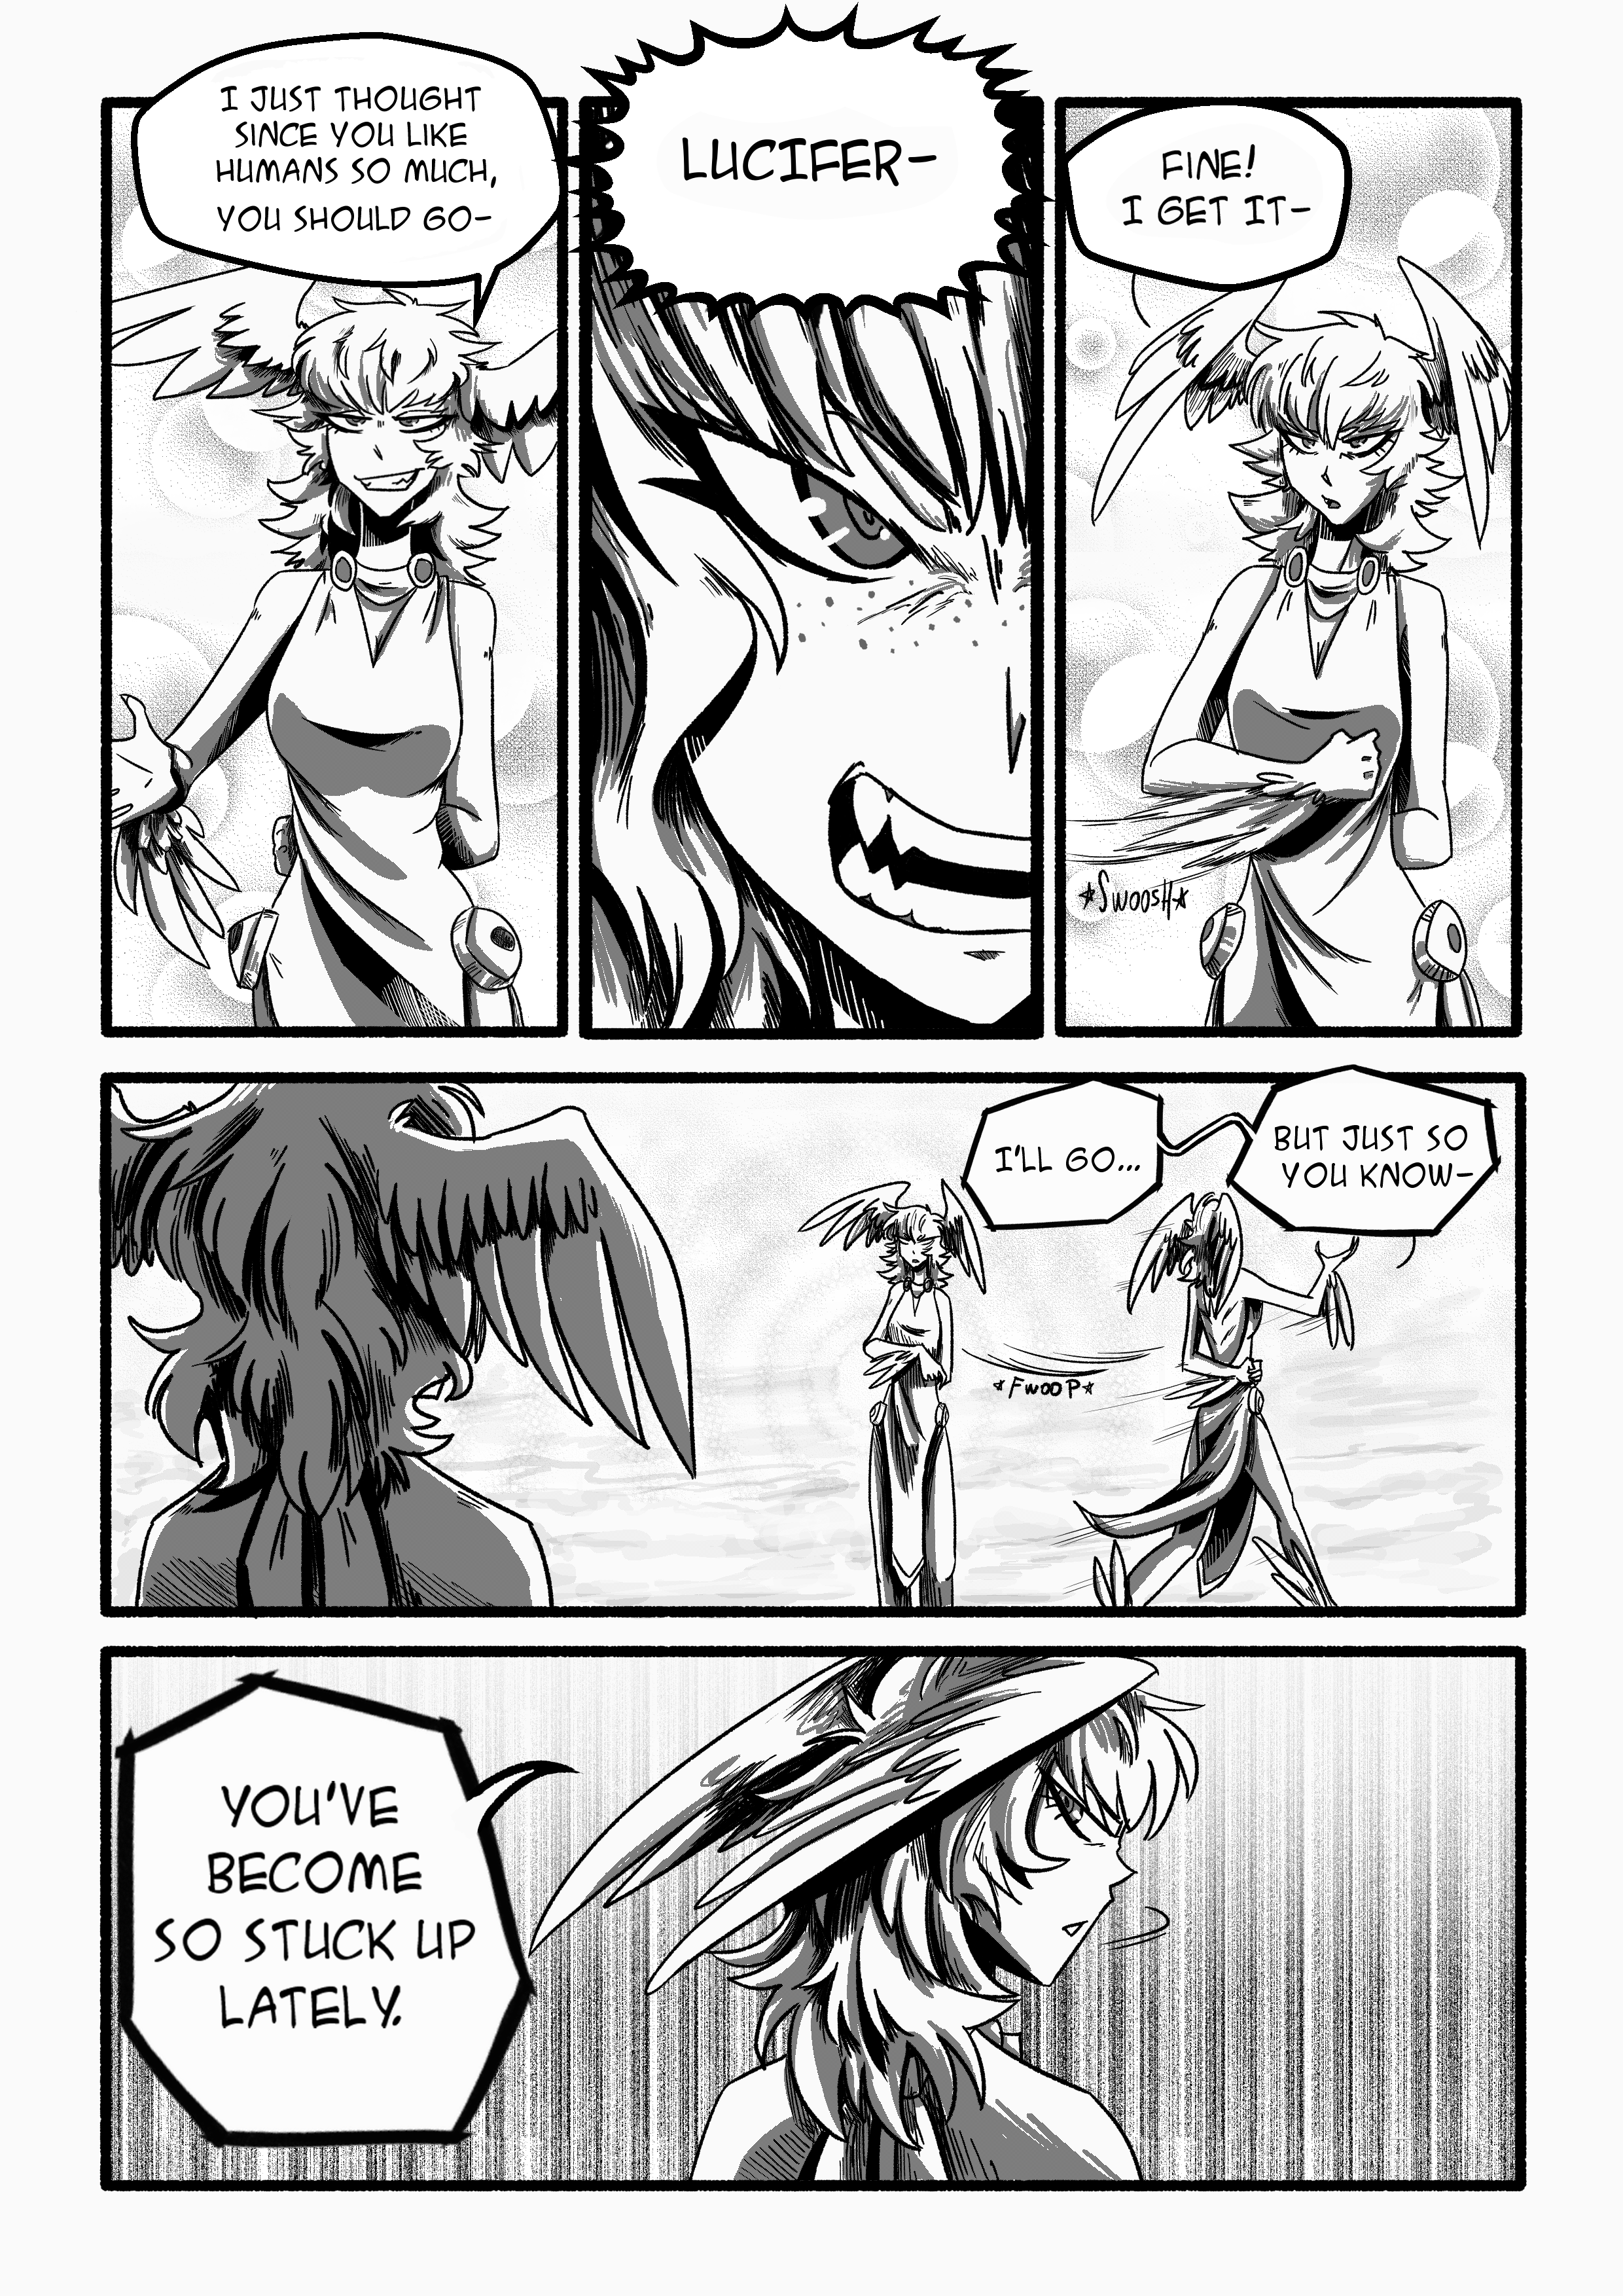 I JUST THOUGHT
SINCE YOU LIKE
HUMANS SO MUCH,
YOU SHOULD GO-
LUCIFER-
FINE!
I GET IT-
*SWOOSH*
I'LL GO...
BUT JUST SO
YOU KNOW-
*FWOOP*
YOU'VE
BECOME
SO STUCK UP
LATELY.